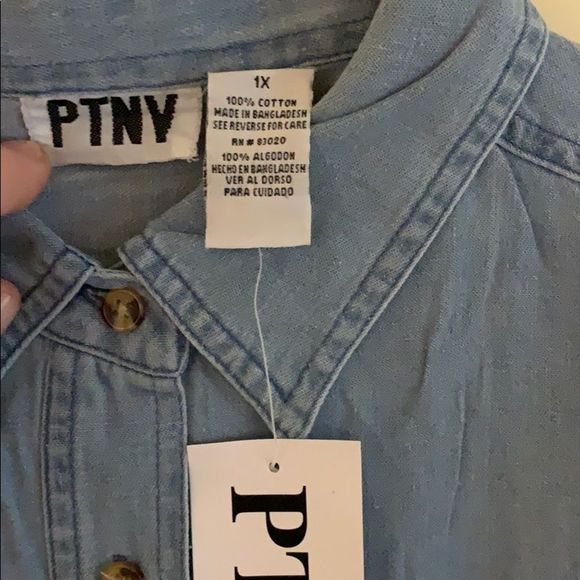 PTNV
1X
100% COTTON
MADE IN BANGLADESH
SEE REVERSE FOR CARE
RN # 83020
100% ALGODON
HECHO EN BANGLADESH
VER AL DORSO
PARA CUIDADO
PT